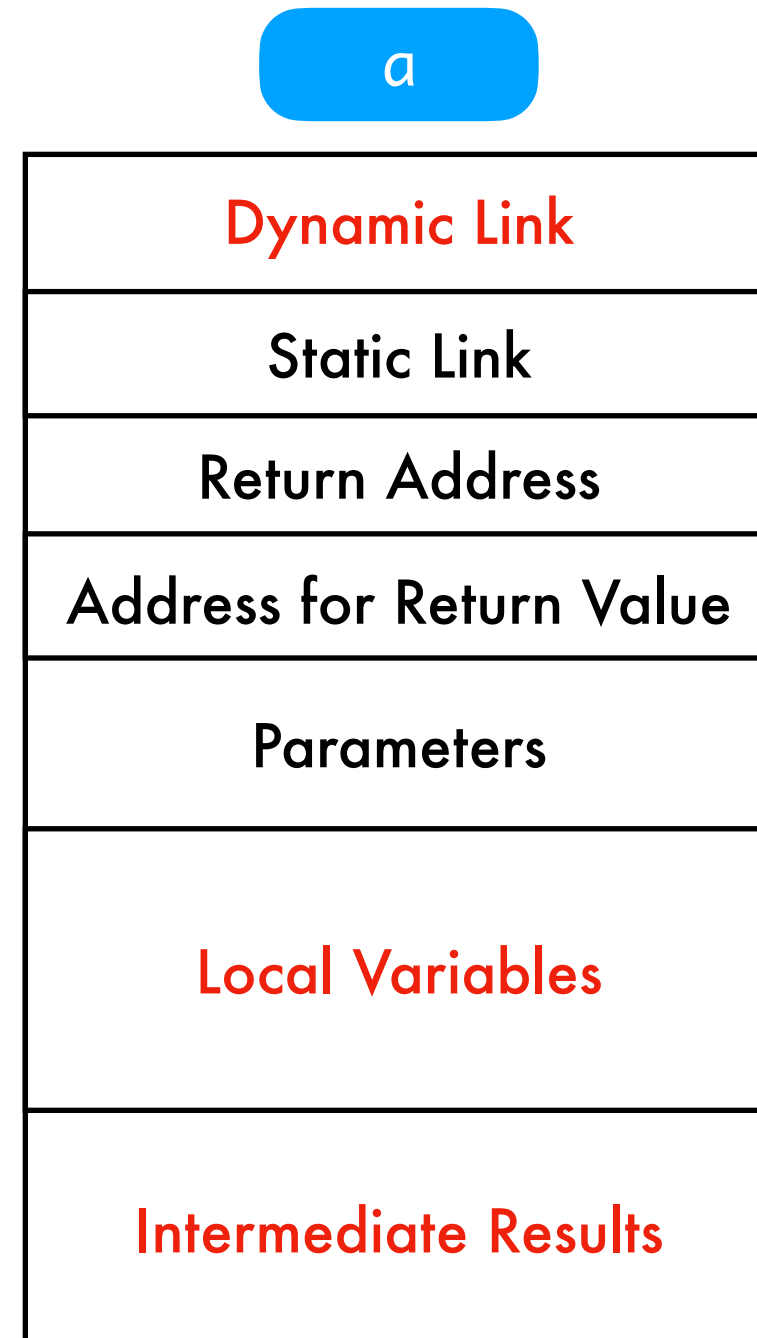 a
Dynamic Link
Static Link
Return Address
Address for Return Value
Parameters
Local Variables
Intermediate Results